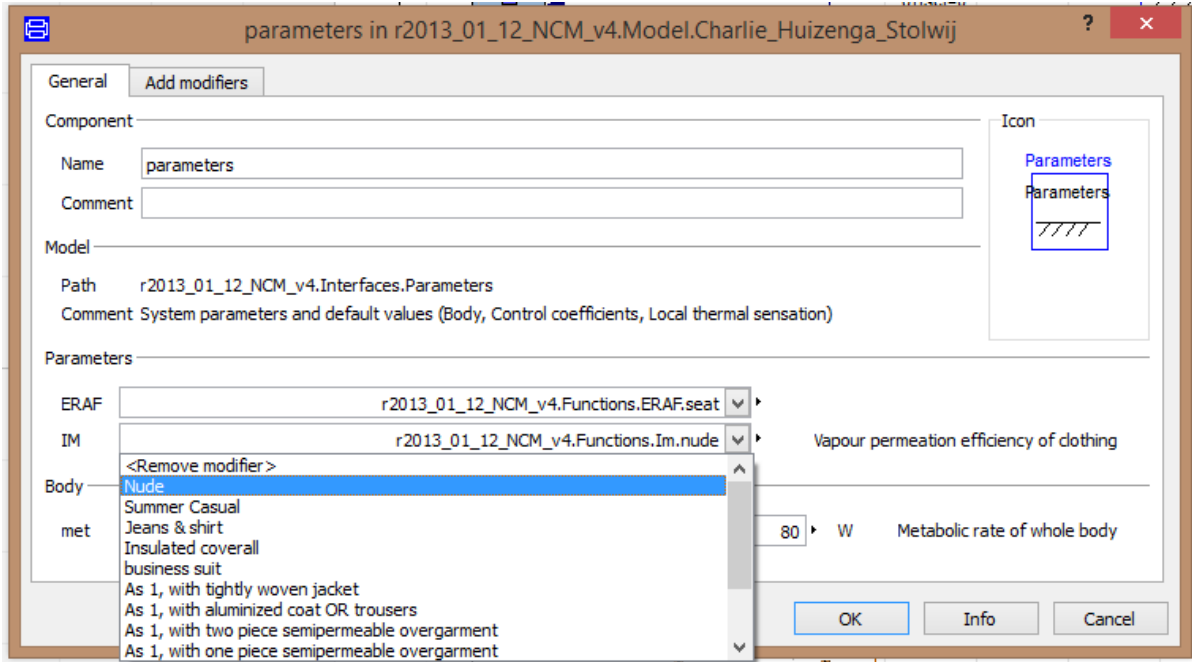 parameters in r2013_01_12_NCM_v4.Model.Charlie_Huizenga_Stolwij
?
General
Add modifiers
Component
Icon
Name
parameters
Parameters
Parameters
Comment
Model
Path
r2013_01_12_NCM_v4.Interfaces.Parameters
Comment System parameters and default values (Body, Control coefficients, Local thermal sensation)
Parameters
ERAF
r2013_01_12_NCM_v4.Functions.ERAF.seat
IM
r2013_01_12_NCM_v4.Functions.Im.nude
Vapour permeation efficiency of clothing
<Remove modifier>
Body
Nude
Summer Casual
met
Jeans & shirt
80
W
Metabolic rate of whole body
Insulated coverall
business suit
As 1, with tightly woven jacket
As 1, with aluminized coat OR trousers
As 1, with two piece semipermeable overgarment
As 1, with one piece semipermeable overgarment
OK
Info
Cancel